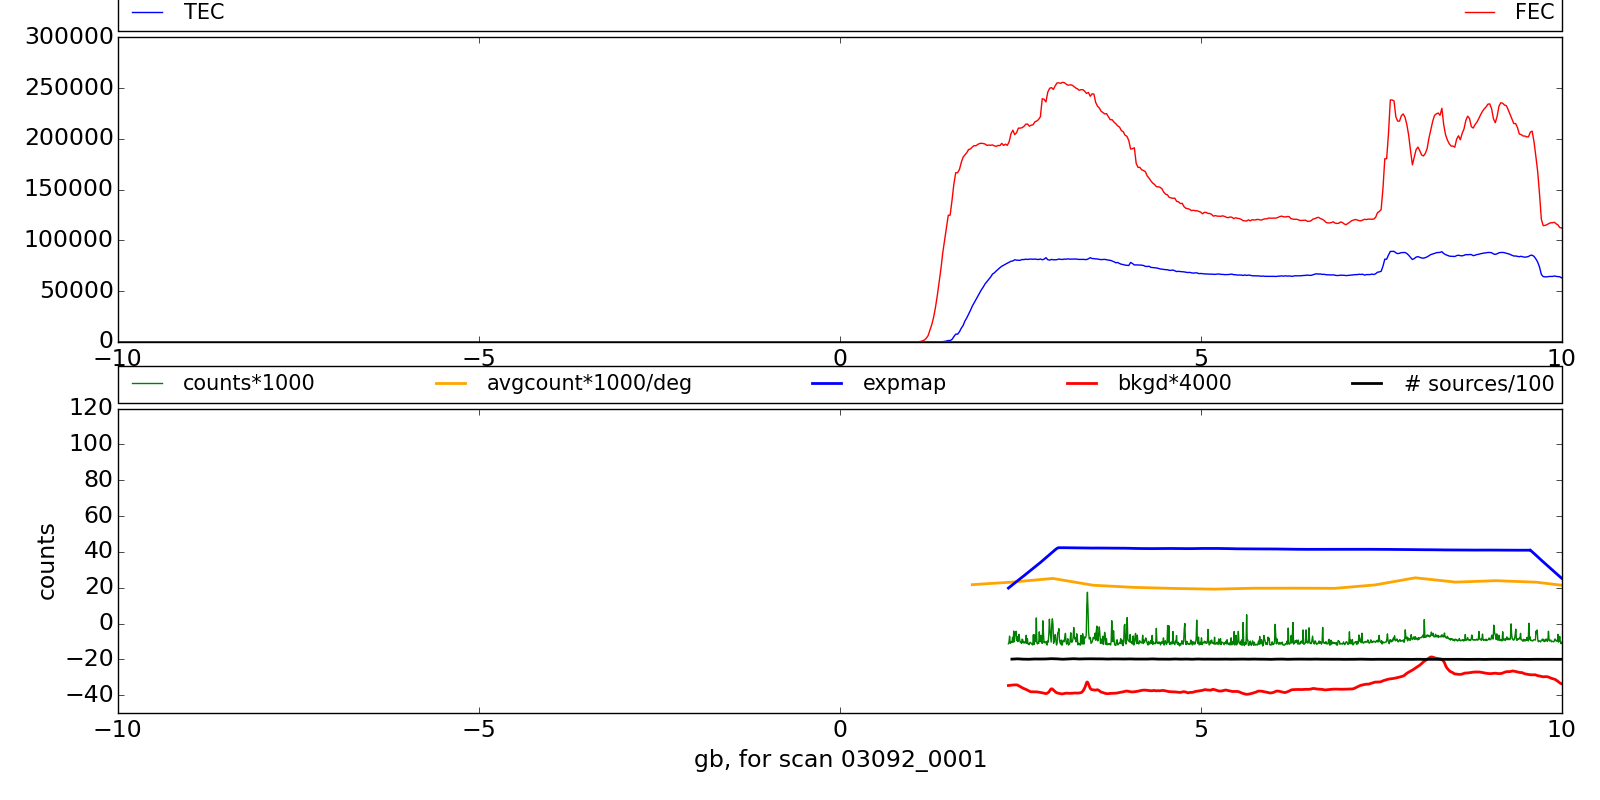 TEC FEC
300000
250000
200000
150000
100000
50000
0
−10 −5 0 5 10
counts*1000 avgcount*1000/deg expmap bkgd*4000 # sources/100
120
100
80
60
40
20
0
−20
−40
counts
−10 −5 0 5 10
gb, for scan 03092_0001